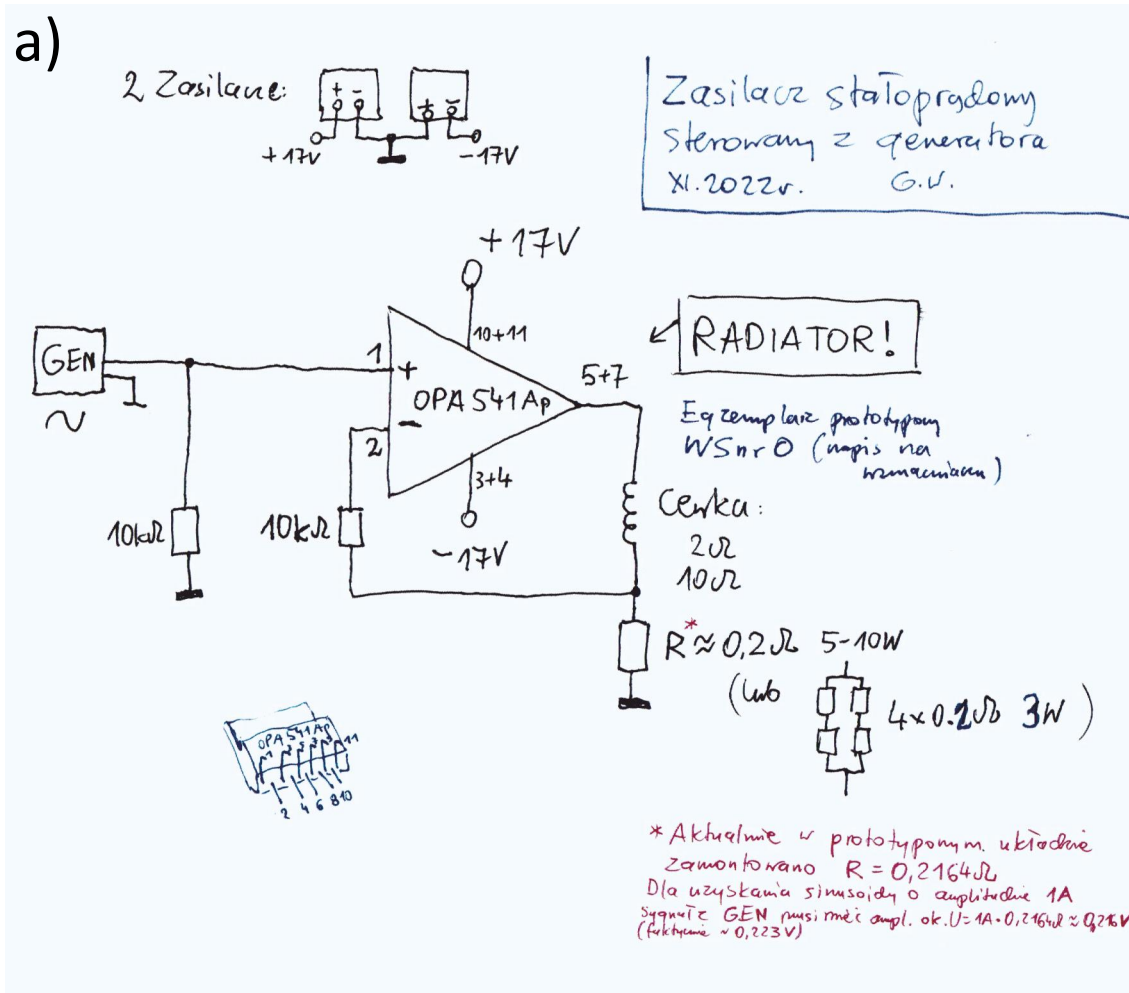 a)
2 Zasilacze:
+ - + -
+17V -17V
Zasilacz stałoprądowy
sterowany z generatora
XI.2022r. G.W.
+17V
10+11
GEN
1
+
OPA541Ap
5+7
-
2
3+4
-17V
RADIATOR!
Egzemplarz prototypowy
WSnr0 (napis na
wzmacniaczu)
10kΩ
10kΩ
Cewka:
2Ω
10Ω
R*≈0,2Ω 5-10W
(lub
4x0.2Ω 3W)
OPA541Ap
11
2 4 6 8 10
* Aktualnie w prototypowym układzie
zamontowano R = 0,2164Ω
Dla uzyskania sinusoidy o amplitudzie 1A
Sygnał z GEN musi mieć ampl. ok. U=1A·0,2164Ω≈0,216V
(faktycznie ~0,223V)